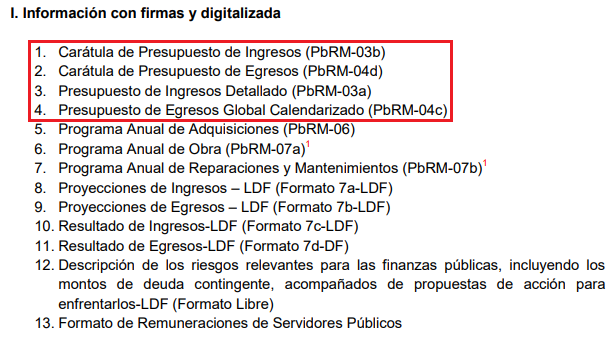 I. Información con firmas y digitalizada
1. Carátula de Presupuesto de Ingresos (PbRM-03b)
2. Carátula de Presupuesto de Egresos (PbRM-04d)
3. Presupuesto de Ingresos Detallado (PbRM-03a)
4. Presupuesto de Egresos Global Calendarizado (PbRM-04c)
5. Programa Anual de Adquisiciones (PbRM-06)
6. Programa Anual de Obra (PbRM-07a)¹
7. Programa Anual de Reparaciones y Mantenimientos (PbRM-07b)¹
8. Proyecciones de Ingresos – LDF (Formato 7a-LDF)
9. Proyecciones de Egresos – LDF (Formato 7b-LDF)
10. Resultado de Ingresos-LDF (Formato 7c-LDF)
11. Resultado de Egresos-LDF (Formato 7d-DF)
12. Descripción de los riesgos relevantes para las finanzas públicas, incluyendo los
montos de deuda contingente, acompañados de propuestas de acción para
enfrentarlos-LDF (Formato Libre)
13. Formato de Remuneraciones de Servidores Públicos